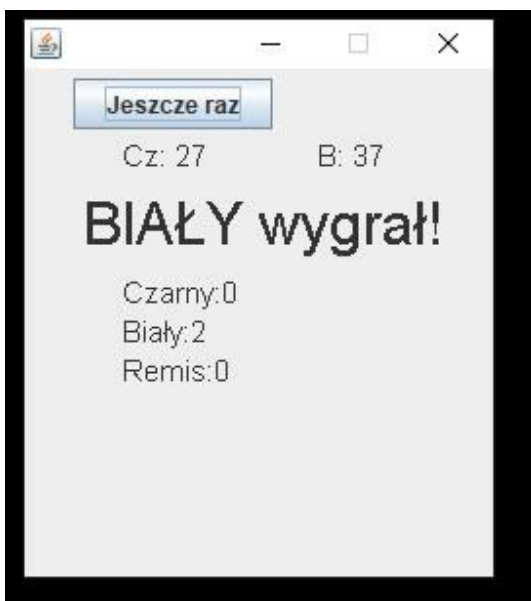 Jeszcze raz
Cz: 27 B: 37
BIAŁY wygrał!
Czarny:0
Biały:2
Remis:0